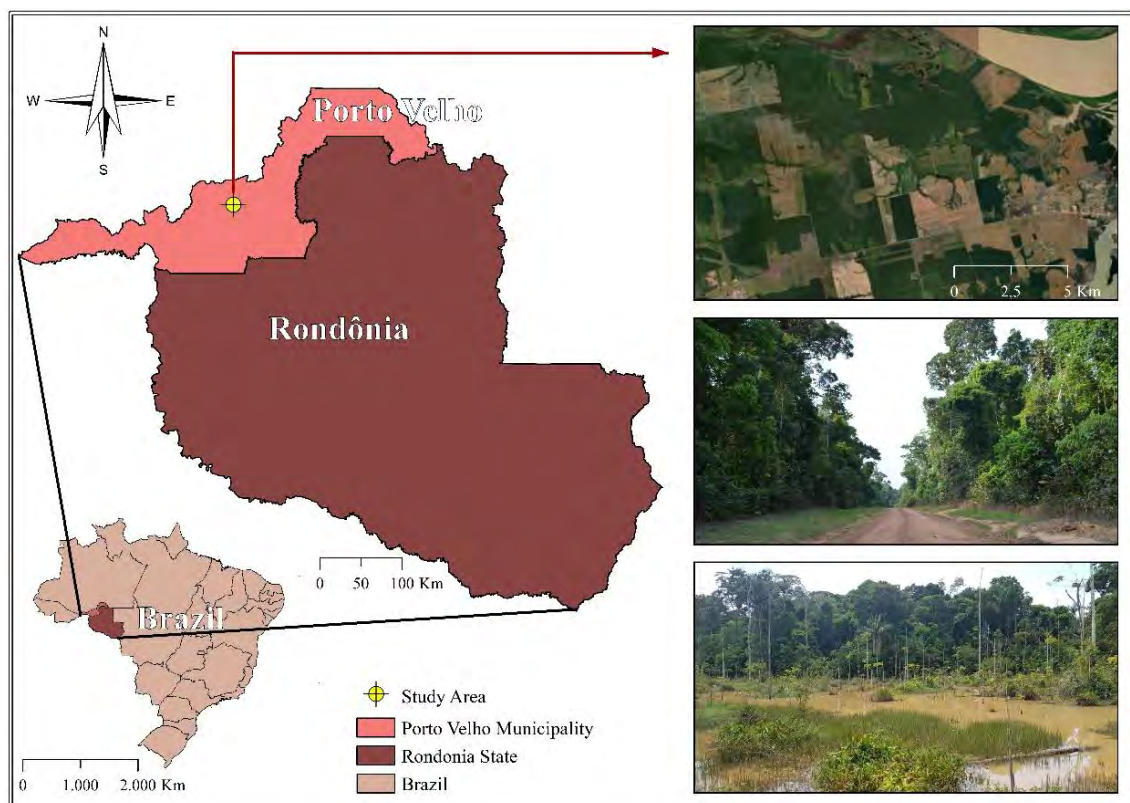 N
W E
S
Porto Velho
Rondônia
0 50 100 Km
Brazil
0 1.000 2.000 Km
Study Area
Porto Velho Municipality
Rondonia State
Brazil
0 2,5 5 Km